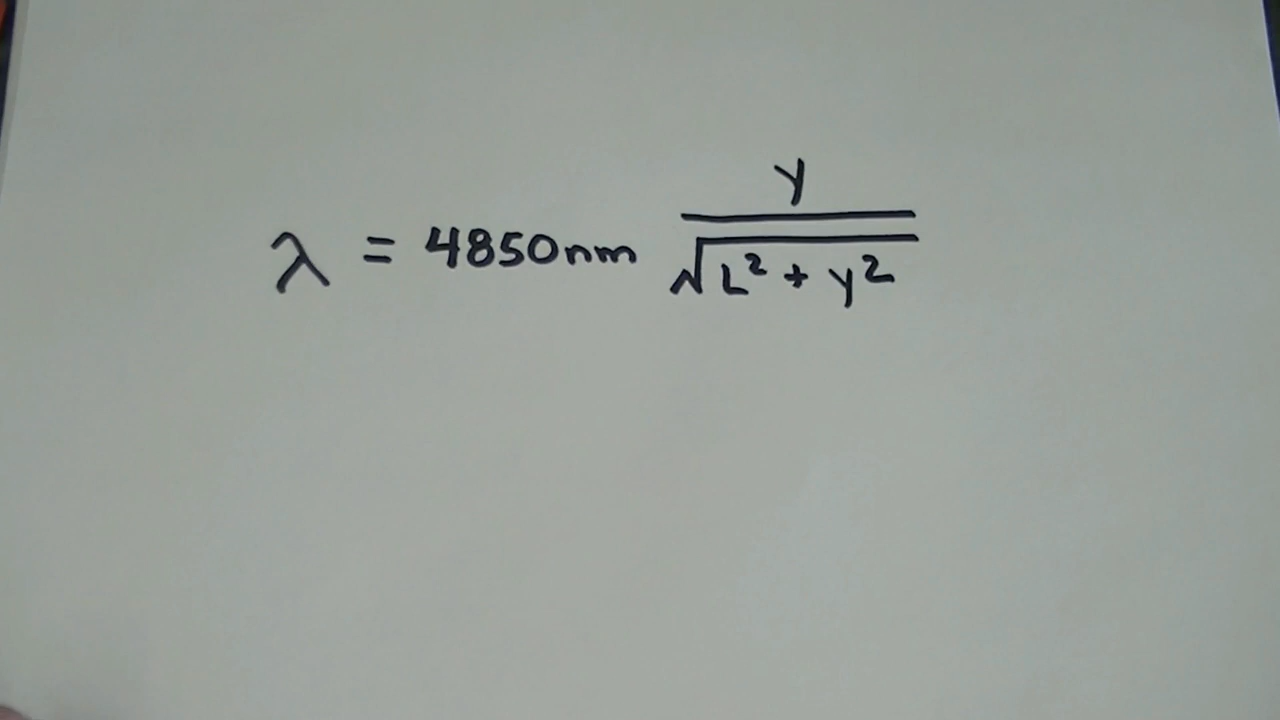 λ = 4850nm y / √(L² + y²)